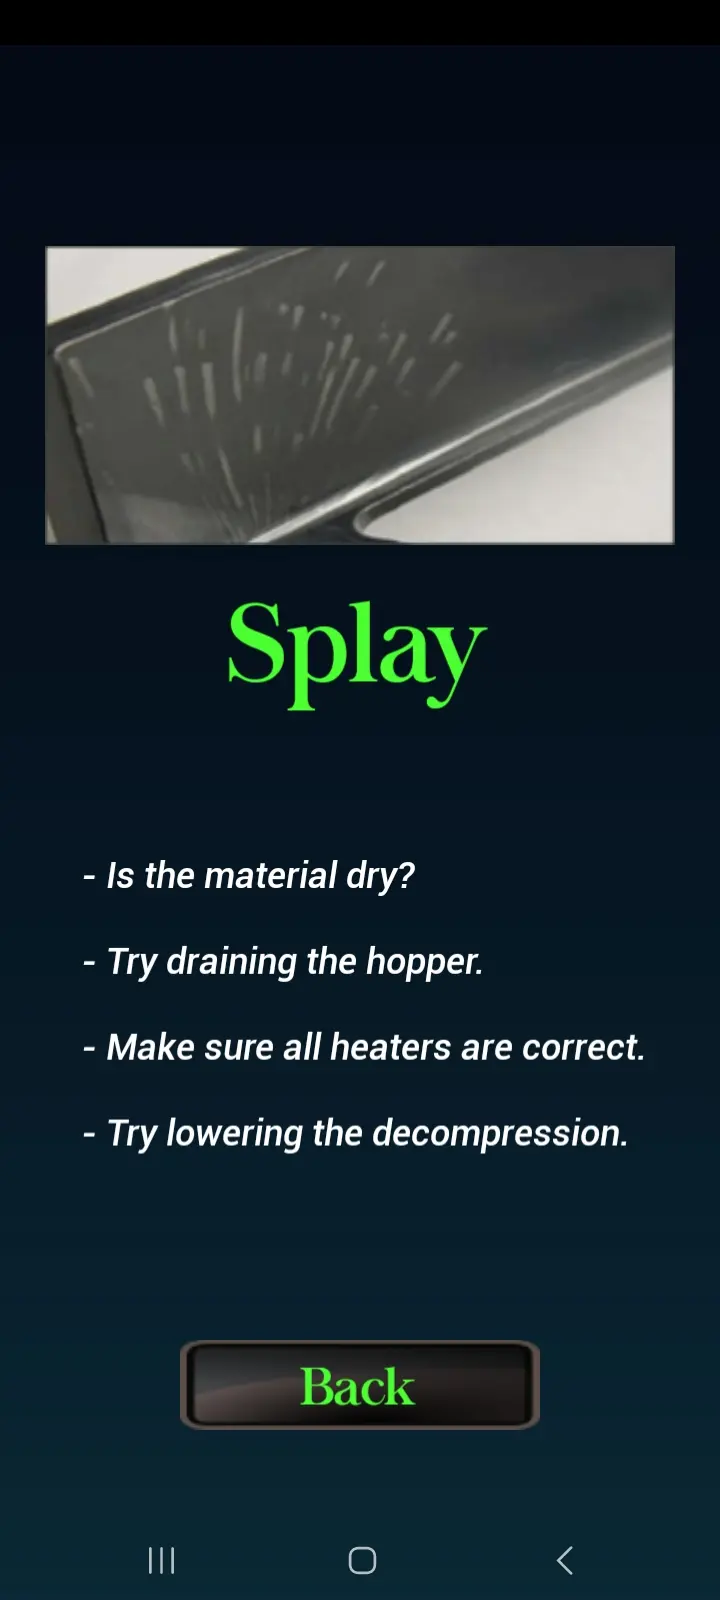 Splay
- Is the material dry?
- Try draining the hopper.
- Make sure all heaters are correct.
- Try lowering the decompression.
Back